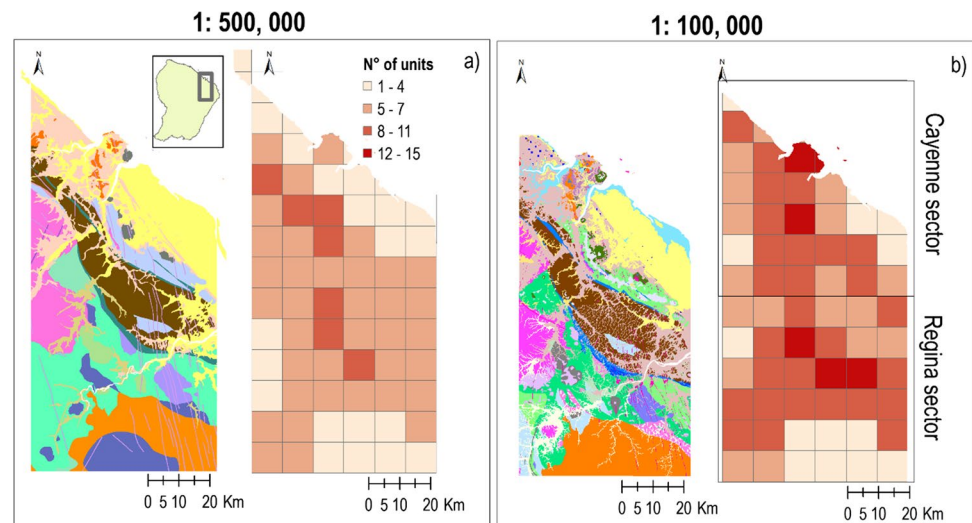 1: 500, 000
1: 100, 000
N
N
N° of units
1 - 4
5 - 7
8 - 11
12 - 15
a)
0 5 10 20 Km
0 5 10 20 Km
N
N
b)
Cayenne sector
Regina sector
0 5 10 20 Km
0 5 10 20 Km